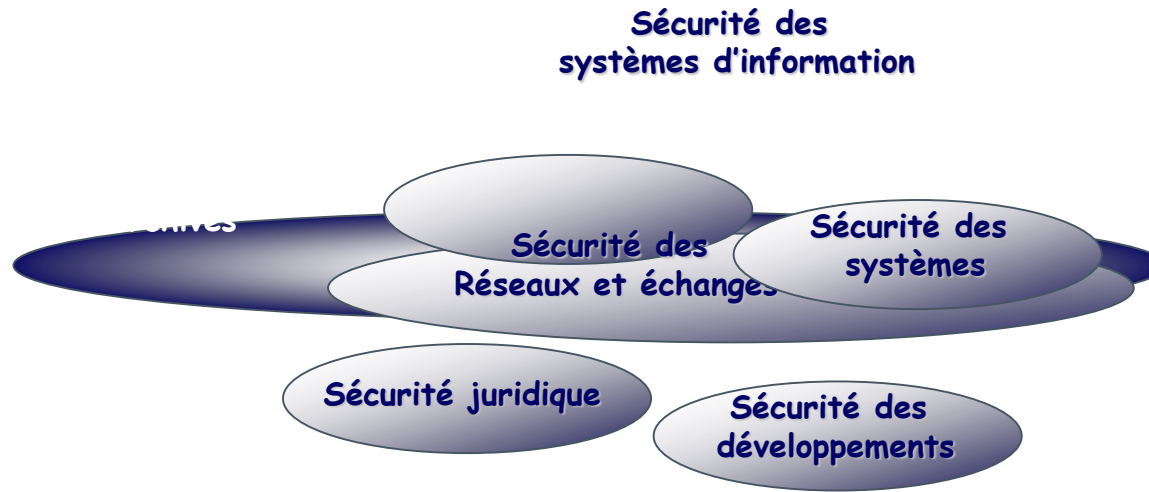 Sécurité des
systèmes d'information
Sécurité des
systèmes
Sécurité des
Réseaux et échanges
Sécurité juridique
Sécurité des
développements